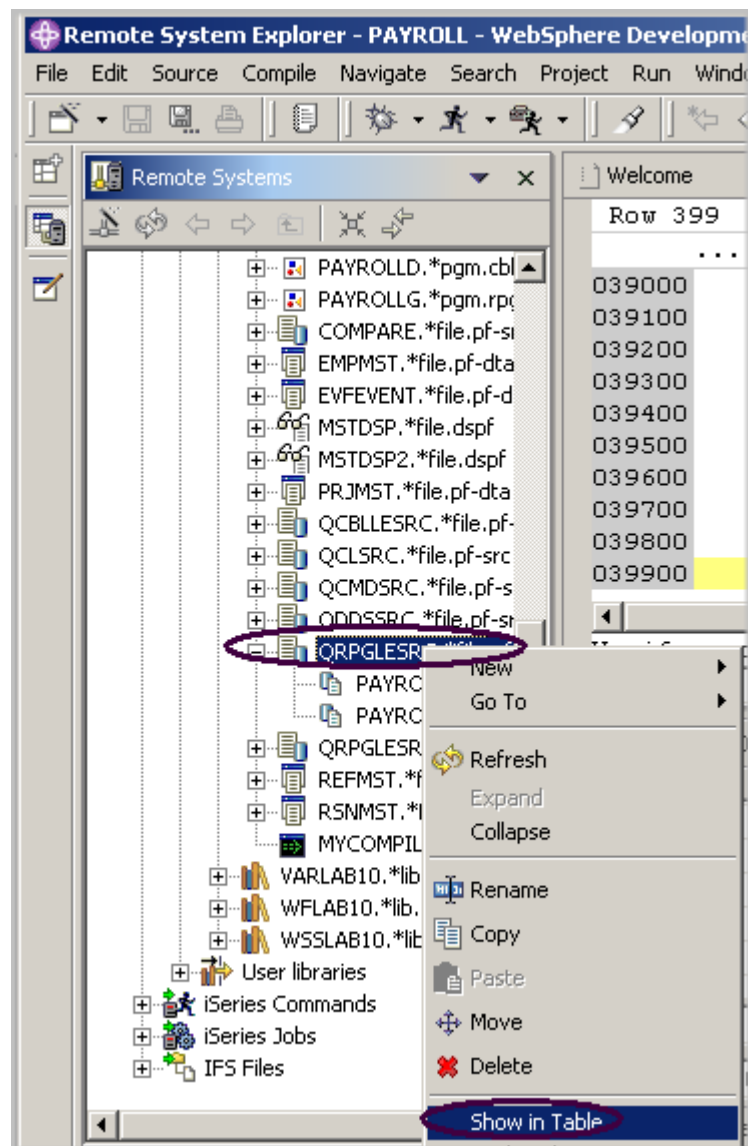 Remote System Explorer - PAYROLL - WebSphere Developme
File Edit Source Compile Navigate Search Project Run Wind
Remote Systems
Welcome
Row 399
...
PAYROLLD.*pgm.cbl
PAYROLLG.*pgm.rpg
COMPARE.*file.pf-sr
EMPMST.*file.pf-dta
EVFEVENT.*file.pf-d
MSTDSP.*file.dspf
MSTDSP2.*file.dspf
PRJMST.*file.pf-dta
QCBLLESRC.*file.pf-
QCLSRC.*file.pf-src
QCMDSRC.*file.pf-s
QDDSSRC.*file.pf-sr
QRPGLESR
PAYRO
PAYRO
QRPGLESR
REFMST.*f
RSNMST.*
MYCOMPIL
VARLAB10.*lib
WFLAB10.*lib.
WSSLAB10.*lib
User libraries
iSeries Commands
iSeries Jobs
IFS Files
039000
039100
039200
039300
039400
039500
039600
039700
039800
039900
New
Go To
Refresh
Expand
Collapse
Rename
Copy
Paste
Move
Delete
Show in Table